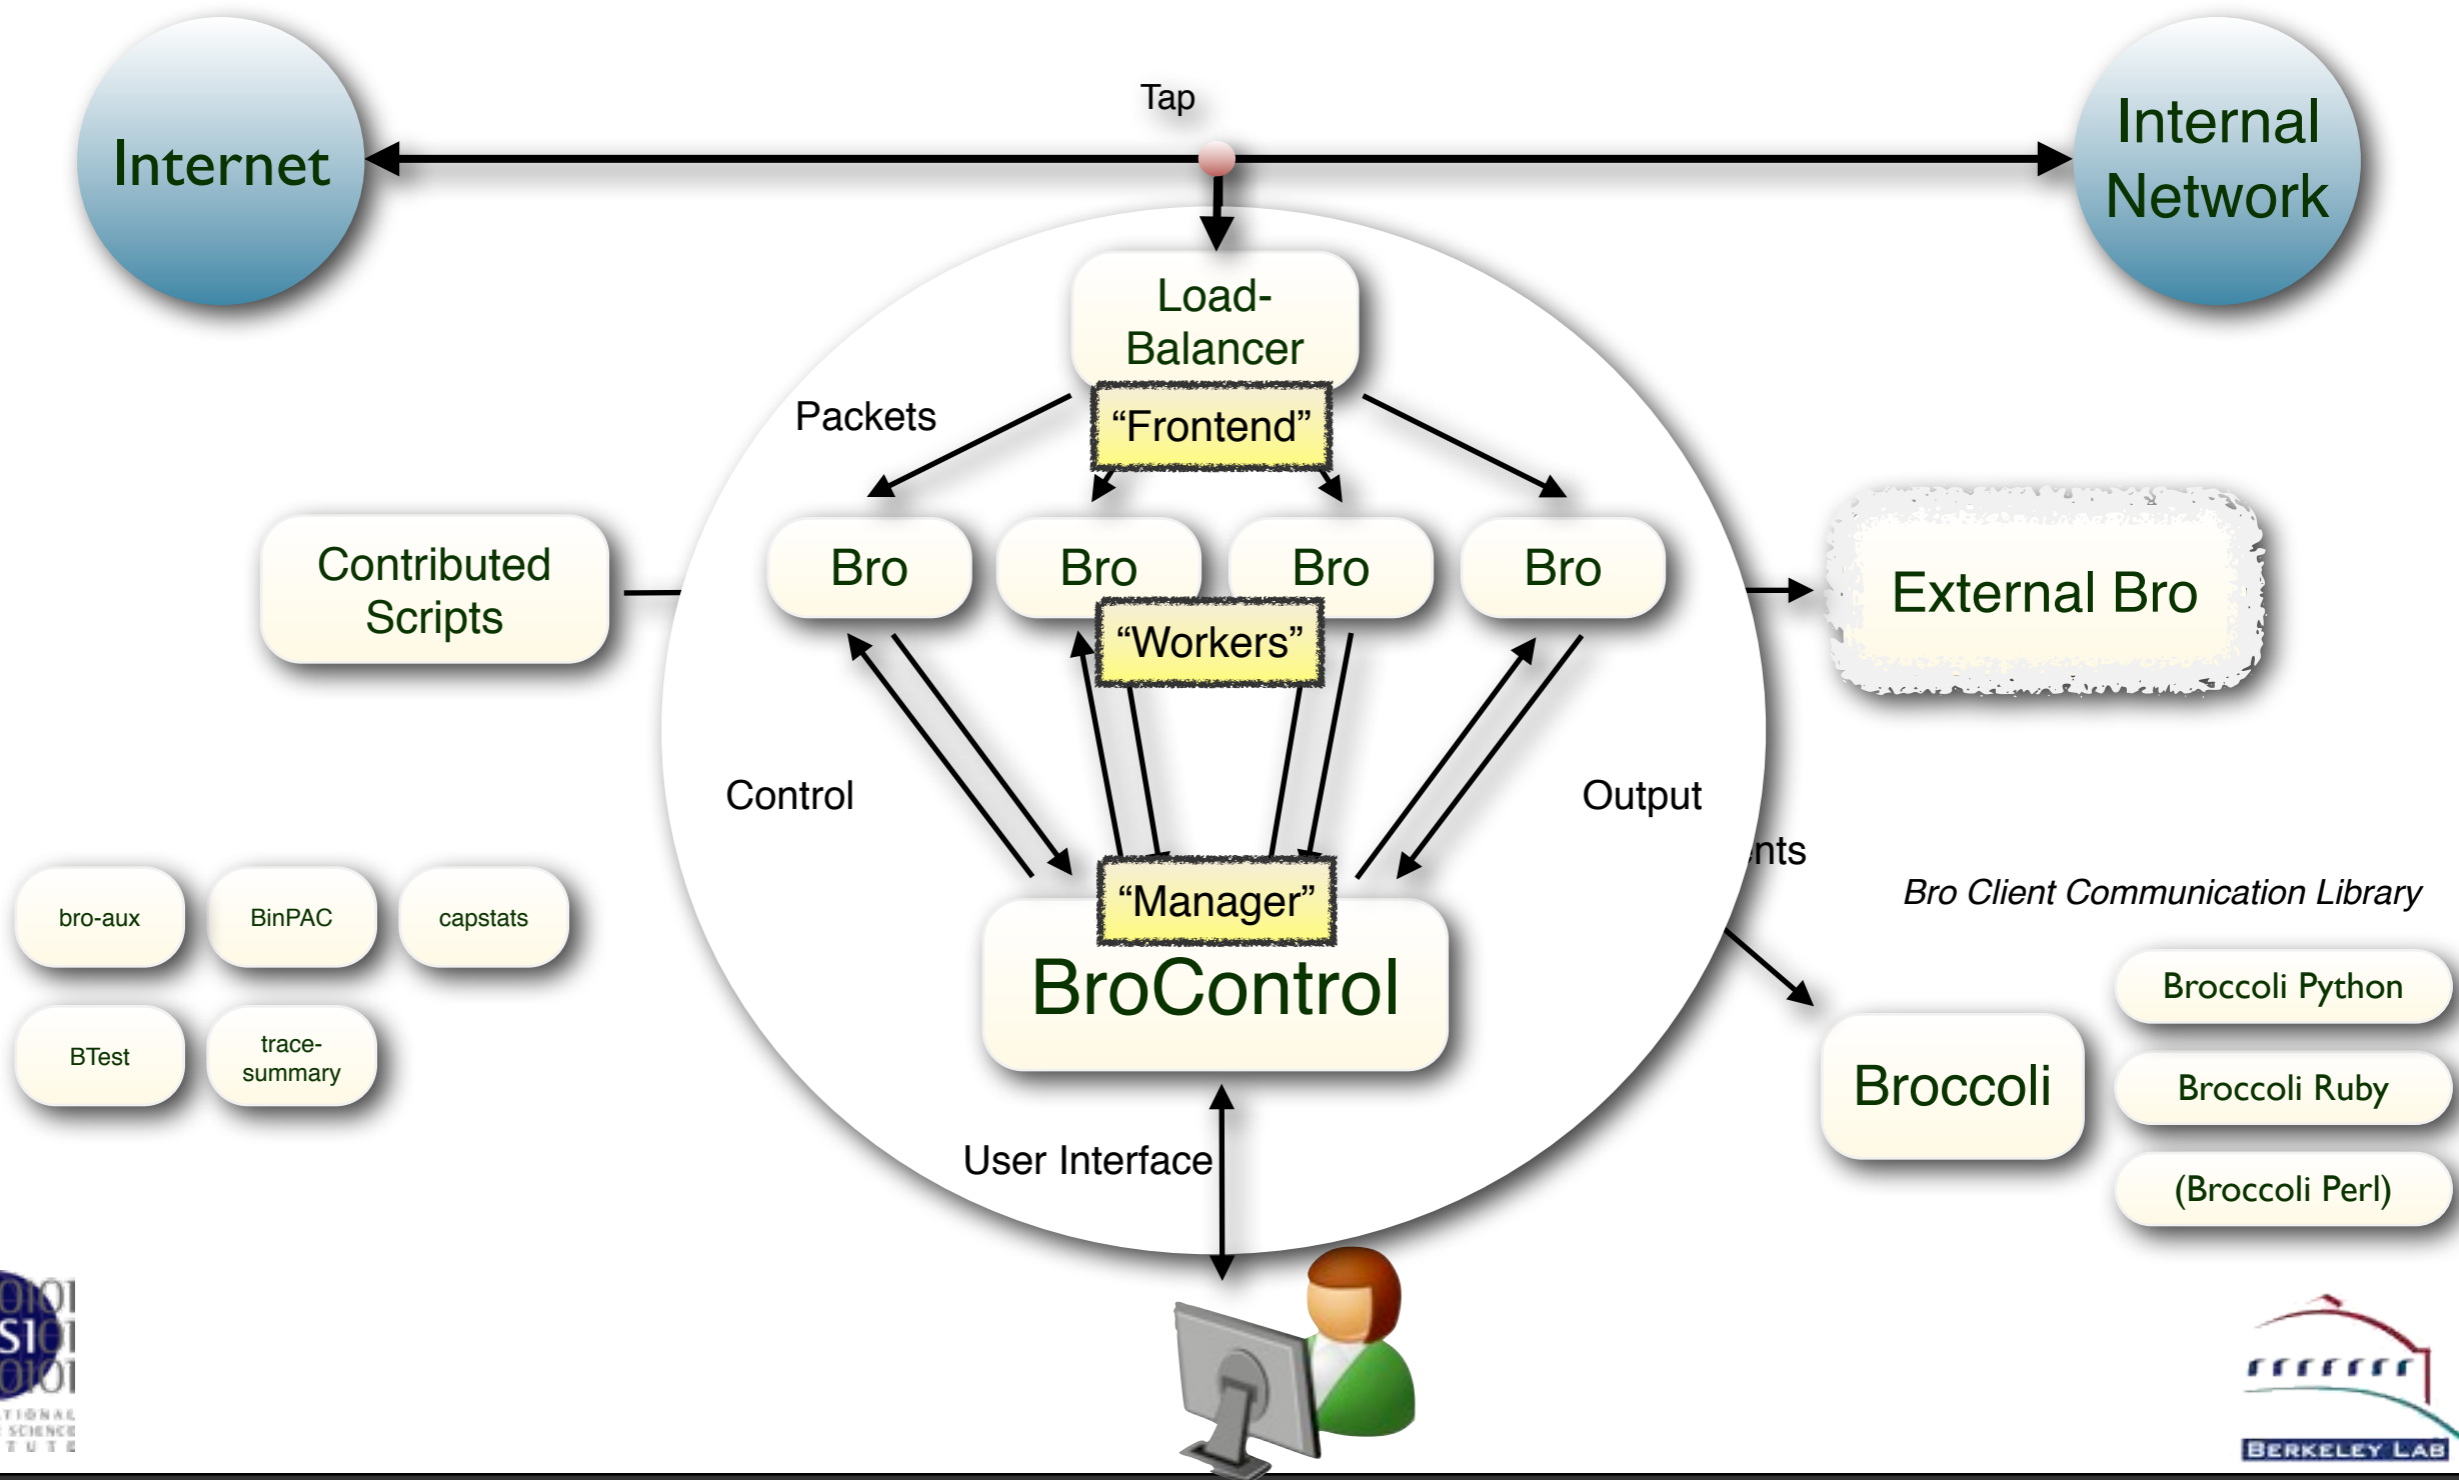 Tap
Internet
Internal
Network
Load-
Balancer
Packets
“Frontend”
Contributed
Scripts
Bro
Bro
Bro
Bro
External Bro
“Workers”
Control
Output
nts
Bro Client Communication Library
bro-aux
BinPAC
capstats
“Manager”
BroControl
Broccoli Python
BTest
trace-
summary
Broccoli
Broccoli Ruby
User Interface
(Broccoli Perl)
BERKELEY LAB